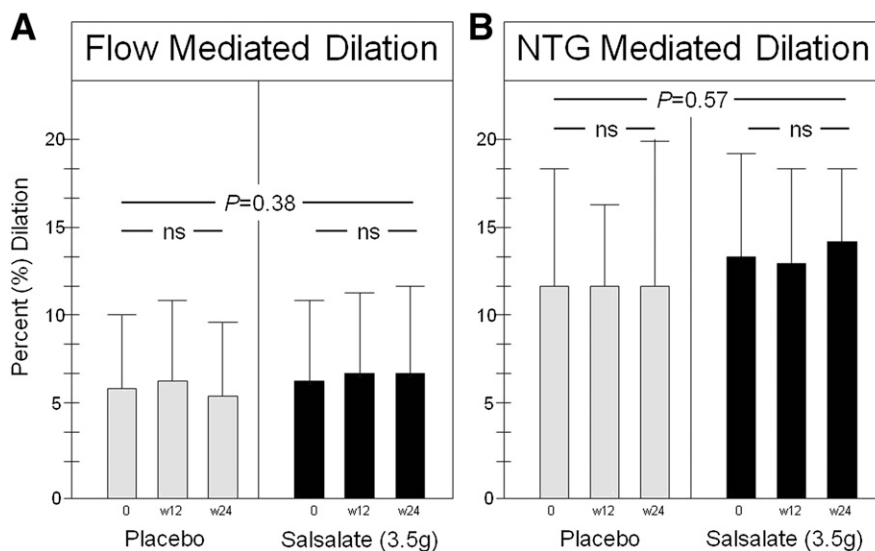 A
Flow Mediated Dilation
Percent (%) Dilation
20
15
10
5
0
P=0.38
ns
ns
0 w12 w24
0 w12 w24
Placebo
Salsalate (3.5g)
B
NTG Mediated Dilation
20
15
10
5
0
P=0.57
ns
ns
0 w12 w24
0 w12 w24
Placebo
Salsalate (3.5g)